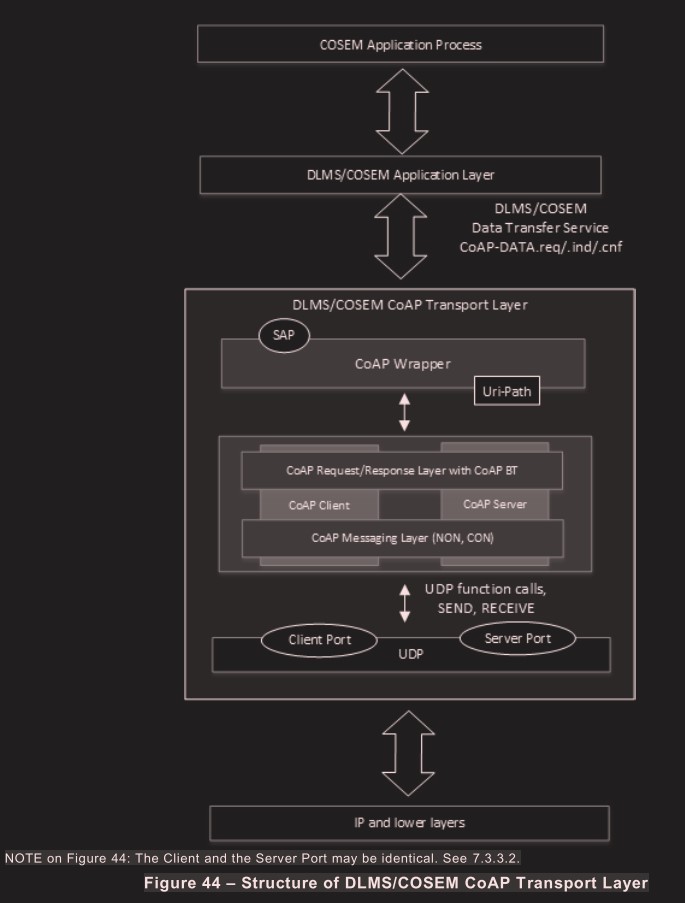 COSEM Application Process
DLMS/COSEM Application Layer
DLMS/COSEM
Data Transfer Service
CoAP-DATA.req/.ind/.cnf
DLMS/COSEM CoAP Transport Layer
SAP
CoAP Wrapper
Uri-Path
CoAP Request/Response Layer with CoAP BT
CoAP Client
CoAP Server
CoAP Messaging Layer (NON, CON)
UDP function calls,
SEND, RECEIVE
Client Port
Server Port
UDP
IP and lower layers
NOTE on Figure 44: The Client and the Server Port may be identical. See 7.3.3.2.
Figure 44 – Structure of DLMS/COSEM CoAP Transport Layer